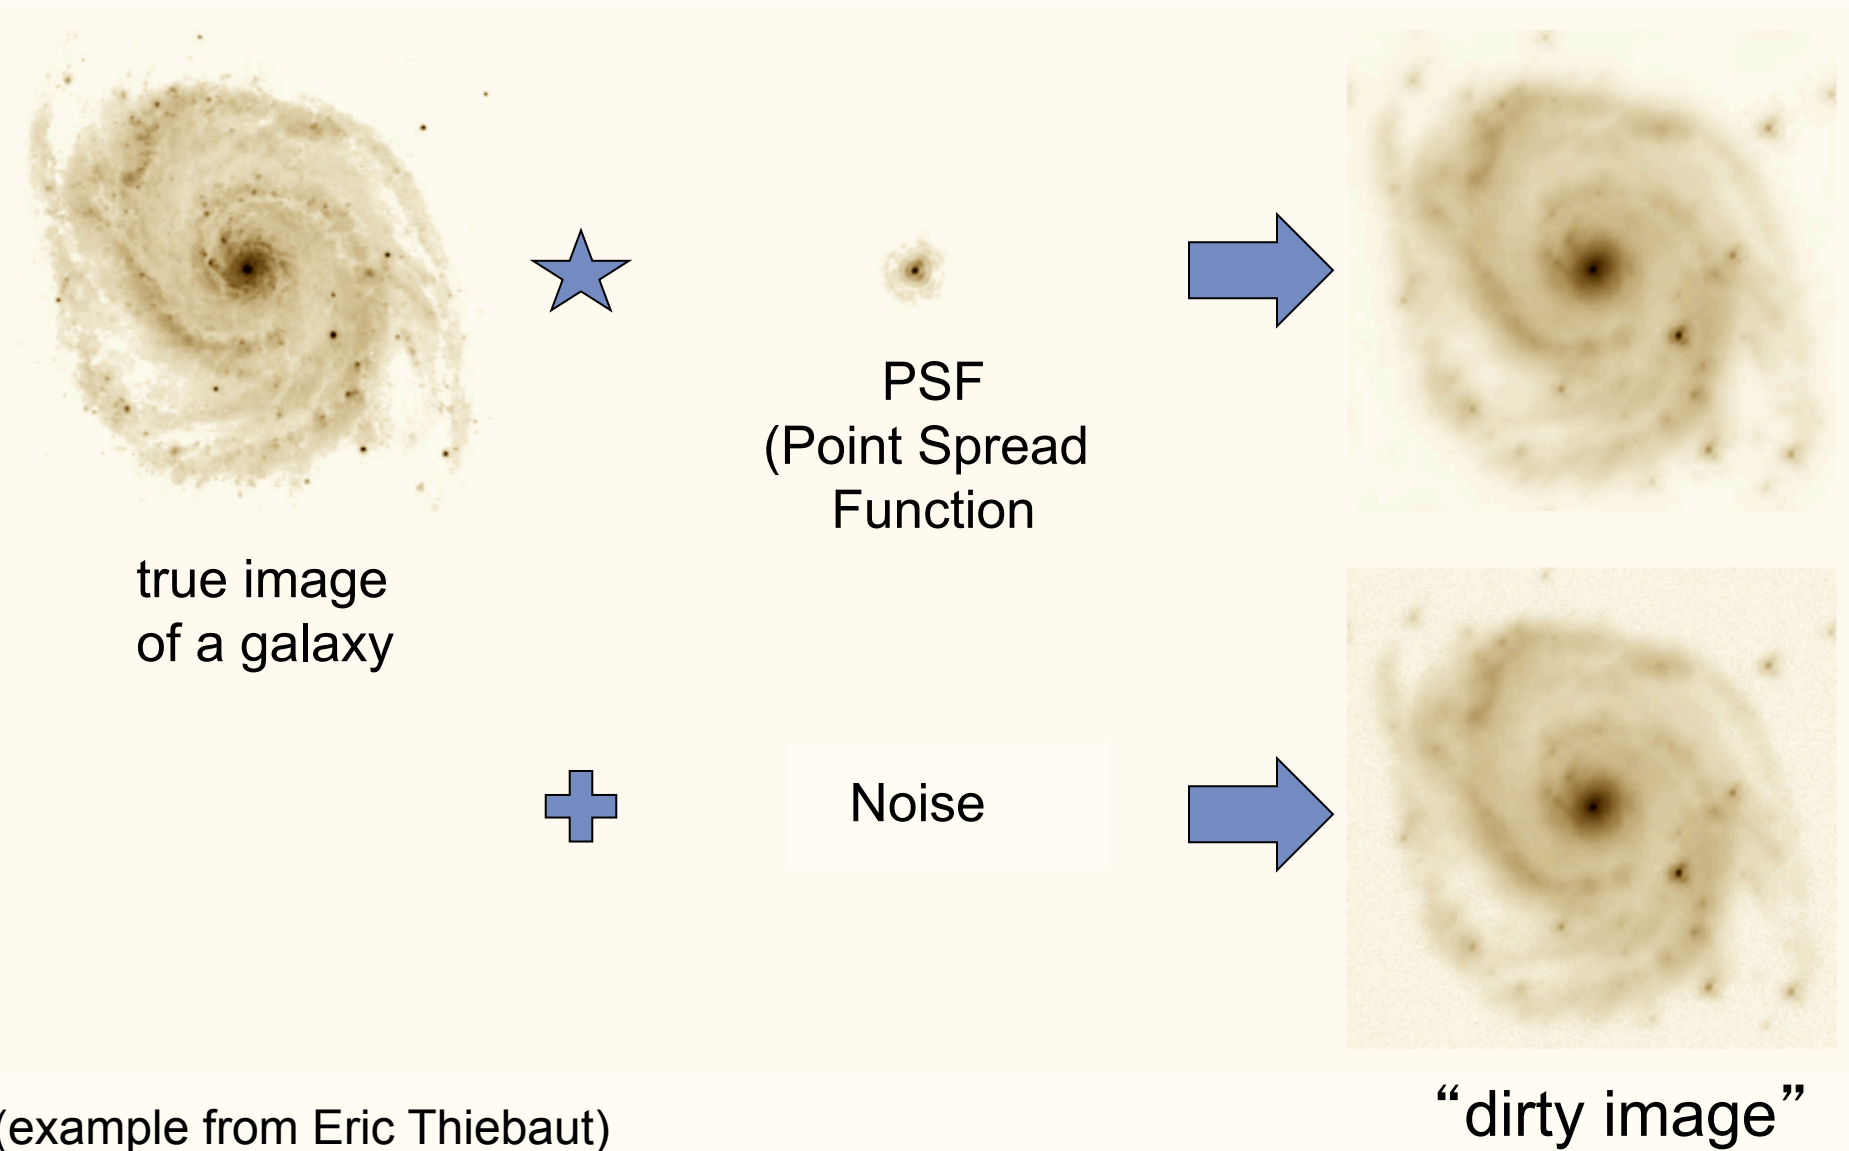 PSF
(Point Spread
Function
true image
of a galaxy
Noise
“dirty image”
(example from Eric Thiebaut)